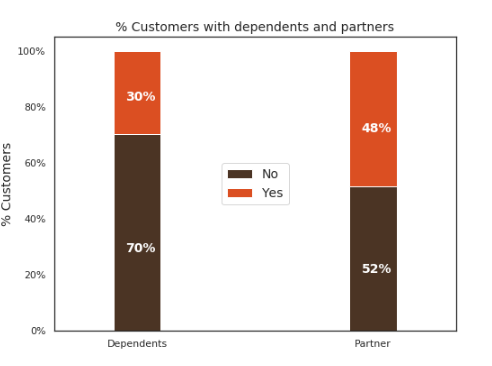 % Customers with dependents and partners
% Customers
100%
80%
60%
40%
20%
0%
30%
70%
48%
52%
No
Yes
Dependents
Partner